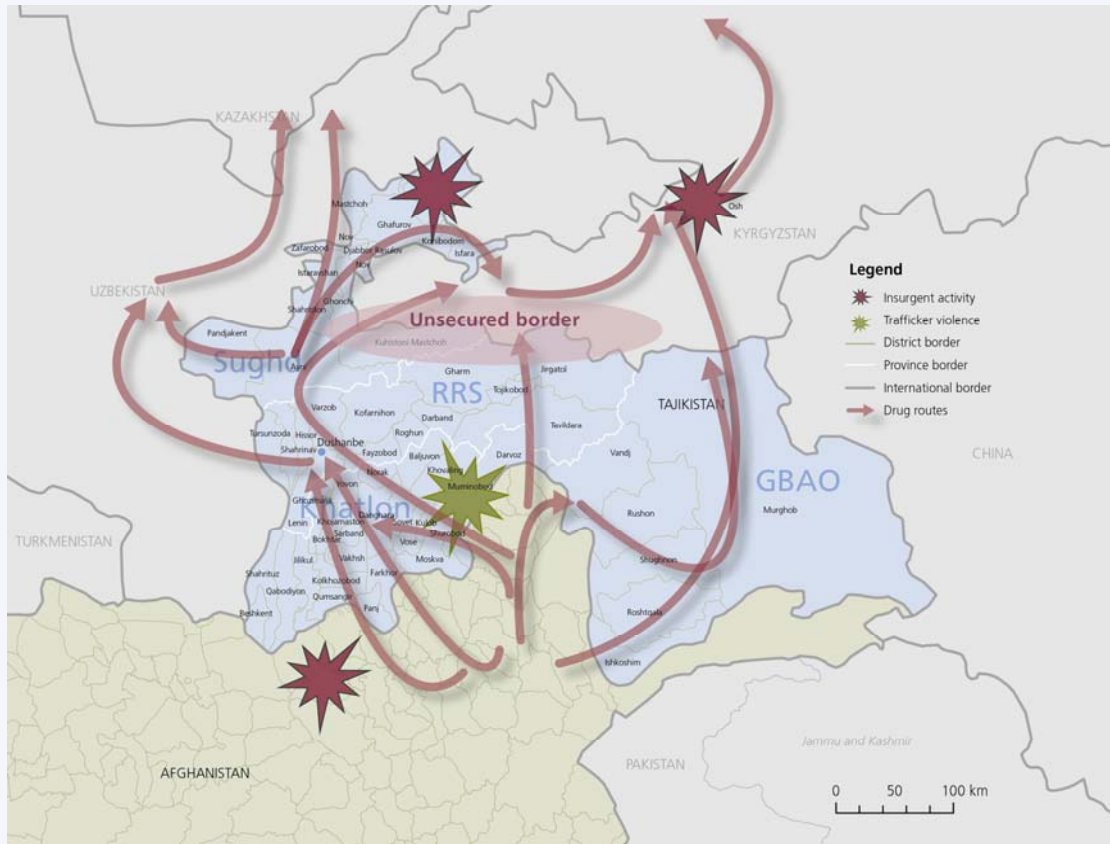 KAZAKHSTAN
Mastchoh
Osh
Ghafurov
KYRGYZSTAN
Nov
Konibodom
Zafarobod
Djabbor Rasulov
Isfara
Nov
Istaravshan
Legend
UZBEKISTAN
Ghonchi
Insurgent activity
Shahriston
Unsecured border
Trafficker violence
Pandjakent
District border
Kuhistoni Mastchoh
Sughd
Province border
Ayni
Gharm
Jirgatol
International border
RRS
Tojikobod
TAJIKISTAN
Drug routes
Varzob
Kofarnihon
Darband
Tursunzoda
Hissor
Roghun
Tavildara
Dushanbe
Shahrinav
Fayzobod
Baljuvon
Darvoz
Vandj
CHINA
Norak
Khovaling
GBAO
Yovon
Muminobod
Ghozimalik
Khatlon
Danghara
Murghob
Rushon
Lenin
Khojamaston
Sovet
Kulob
Sarband
Shurobod
Bokhtar
Vose
TURKMENISTAN
Jilikul
Vakhsh
Moskva
Shughnon
Shahrituz
Farkhor
Kolkhozobod
Qabodiyon
Qumsangir
Beshkent
Panj
Roshtqala
Ishkoshim
Jammu and Kashmir
PAKISTAN
AFGHANISTAN
0 50 100 km